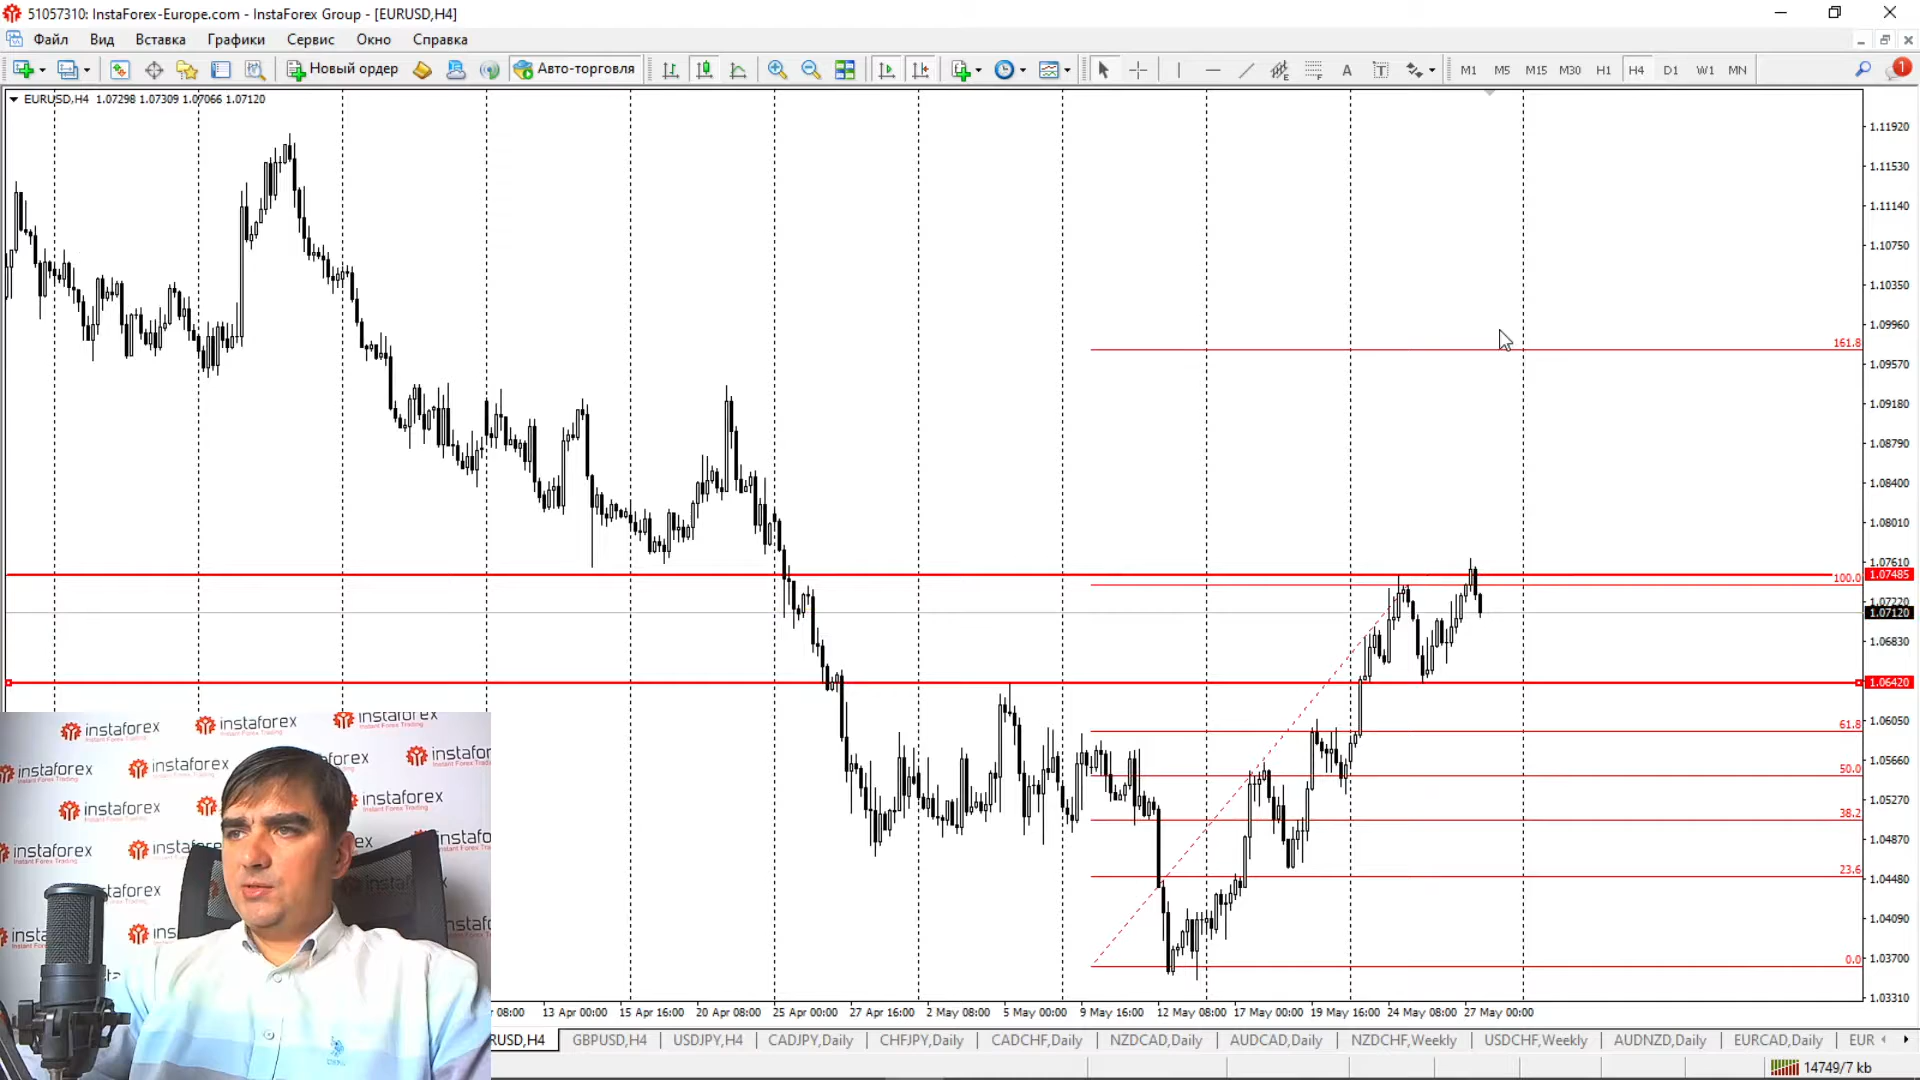 51057310: InstaForex-Europe.com - InstaForex Group - [EURUSD,H4]
Файл Вид Вставка Графики Сервис Окно Справка
Новый ордер Авто-торговля A T M1 M5 M15 M30 H1 H4 D1 W1 MN 1
EURUSD,H4 1.07298 1.07309 1.07066 1.07120
1.11920
1.11530
1.11140
1.10750
1.10350
1.09960
161.8
1.09570
1.09180
1.08790
1.08400
1.08010
1.07610
100.0 1.07485
1.07220
1.07120
1.06830
1.06420
1.06050
61.8
1.05660
50.0
1.05270
38.2
1.04870
23.6
1.04480
1.04090
1.03700
0.0
1.03310
instaforex instaforex instaforex
Instant Forex Trading
instaforex instaforex instaforex
instaforex instaforex
instaforex
08:00 13 Apr 00:00 15 Apr 16:00 20 Apr 08:00 25 Apr 00:00 27 Apr 16:00 2 May 08:00 5 May 00:00 9 May 16:00 12 May 08:00 17 May 00:00 19 May 16:00 24 May 08:00 27 May 00:00
RUSD,H4 GBPUSD,H4 USDJPY,H4 CADJPY,Daily CHFJPY,Daily CADCHF,Daily NZDCAD,Daily AUDCAD,Daily NZDCHF,Weekly USDCHF,Weekly AUDNZD,Daily EURCAD,Daily EUR
14749/7 kb